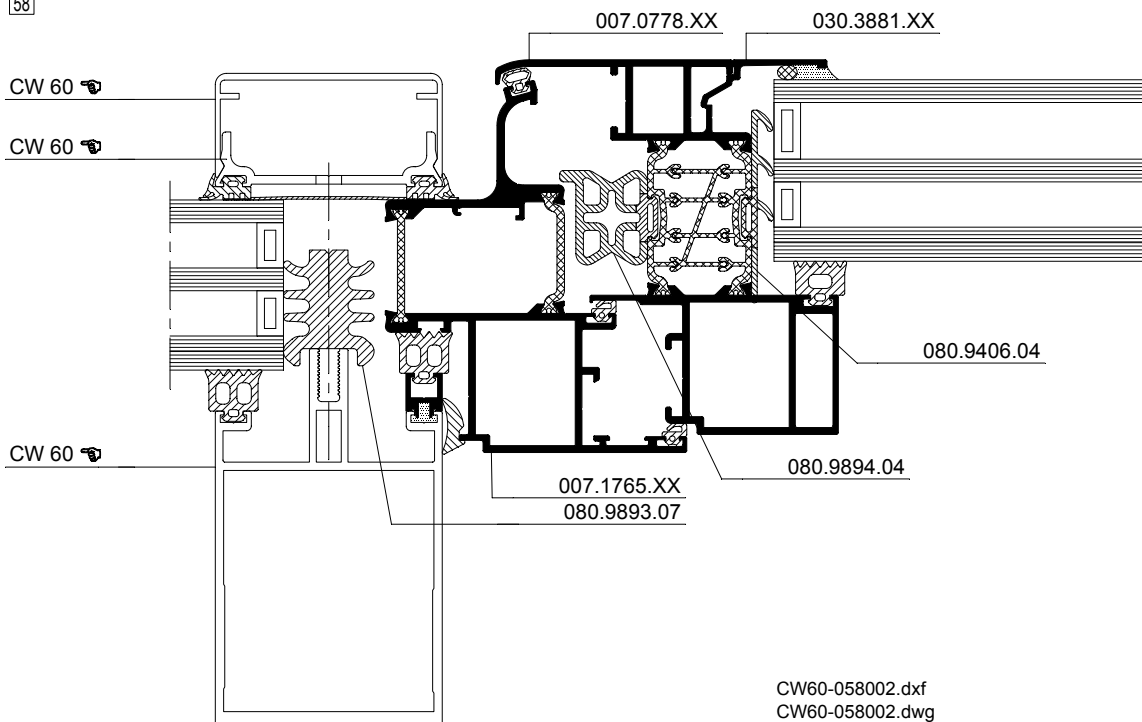 58
007.0778.XX
030.3881.XX
CW 60
CW 60
080.9406.04
CW 60
080.9894.04
007.1765.XX
080.9893.07
CW60-058002.dxf
CW60-058002.dwg